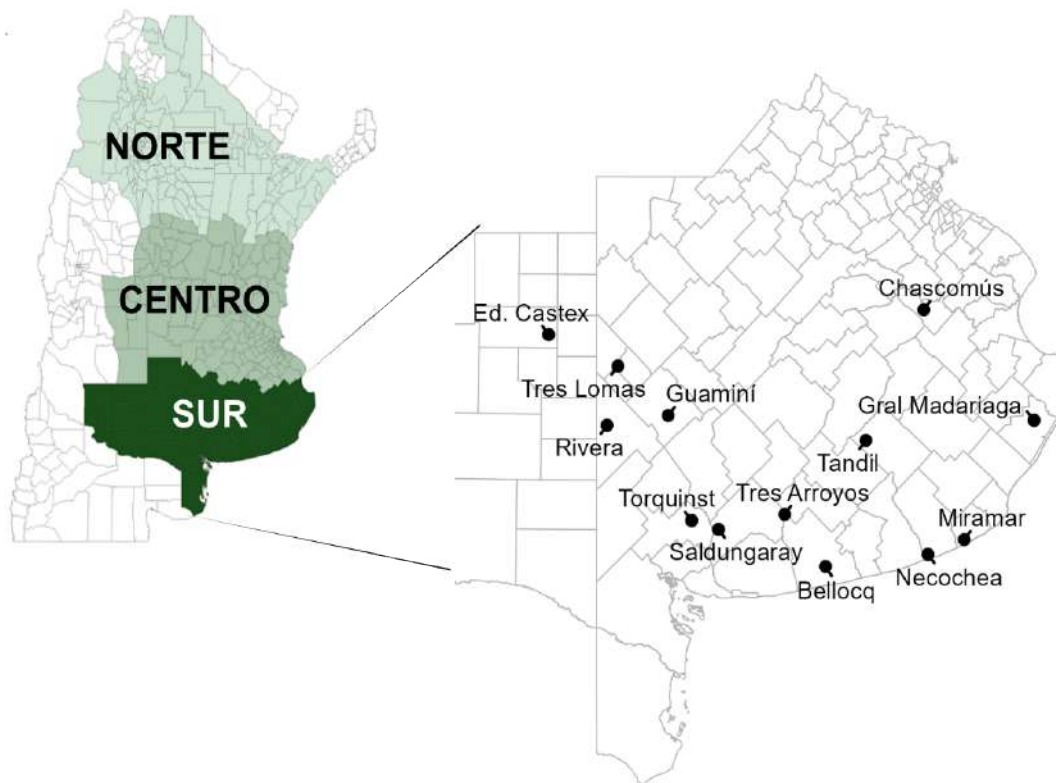 NORTE
CENTRO
SUR
Chascomús
Ed. Castex
Tres Lomas
Guaminí
Gral Madariaga
Rivera
Tandil
Torquinst
Tres Arroyos
Miramar
Saldungaray
Necochea
Bellocq